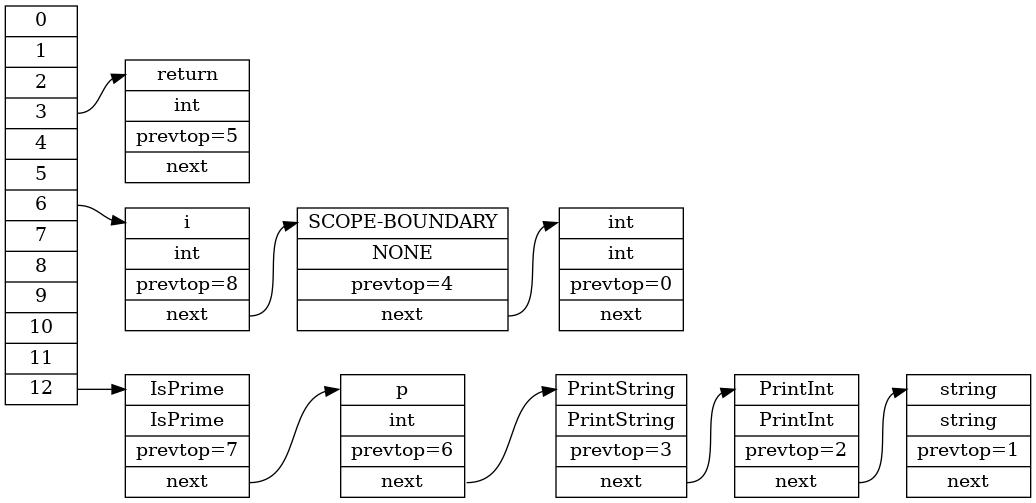 0
1
2
3
4
5
6
7
8
9
10
11
12
return
int
prevtop=5
next
i
int
prevtop=8
next
SCOPE-BOUNDARY
NONE
prevtop=4
next
int
int
prevtop=0
next
IsPrime
IsPrime
prevtop=7
next
p
int
prevtop=6
next
PrintString
PrintString
prevtop=3
next
PrintInt
PrintInt
prevtop=2
next
string
string
prevtop=1
next